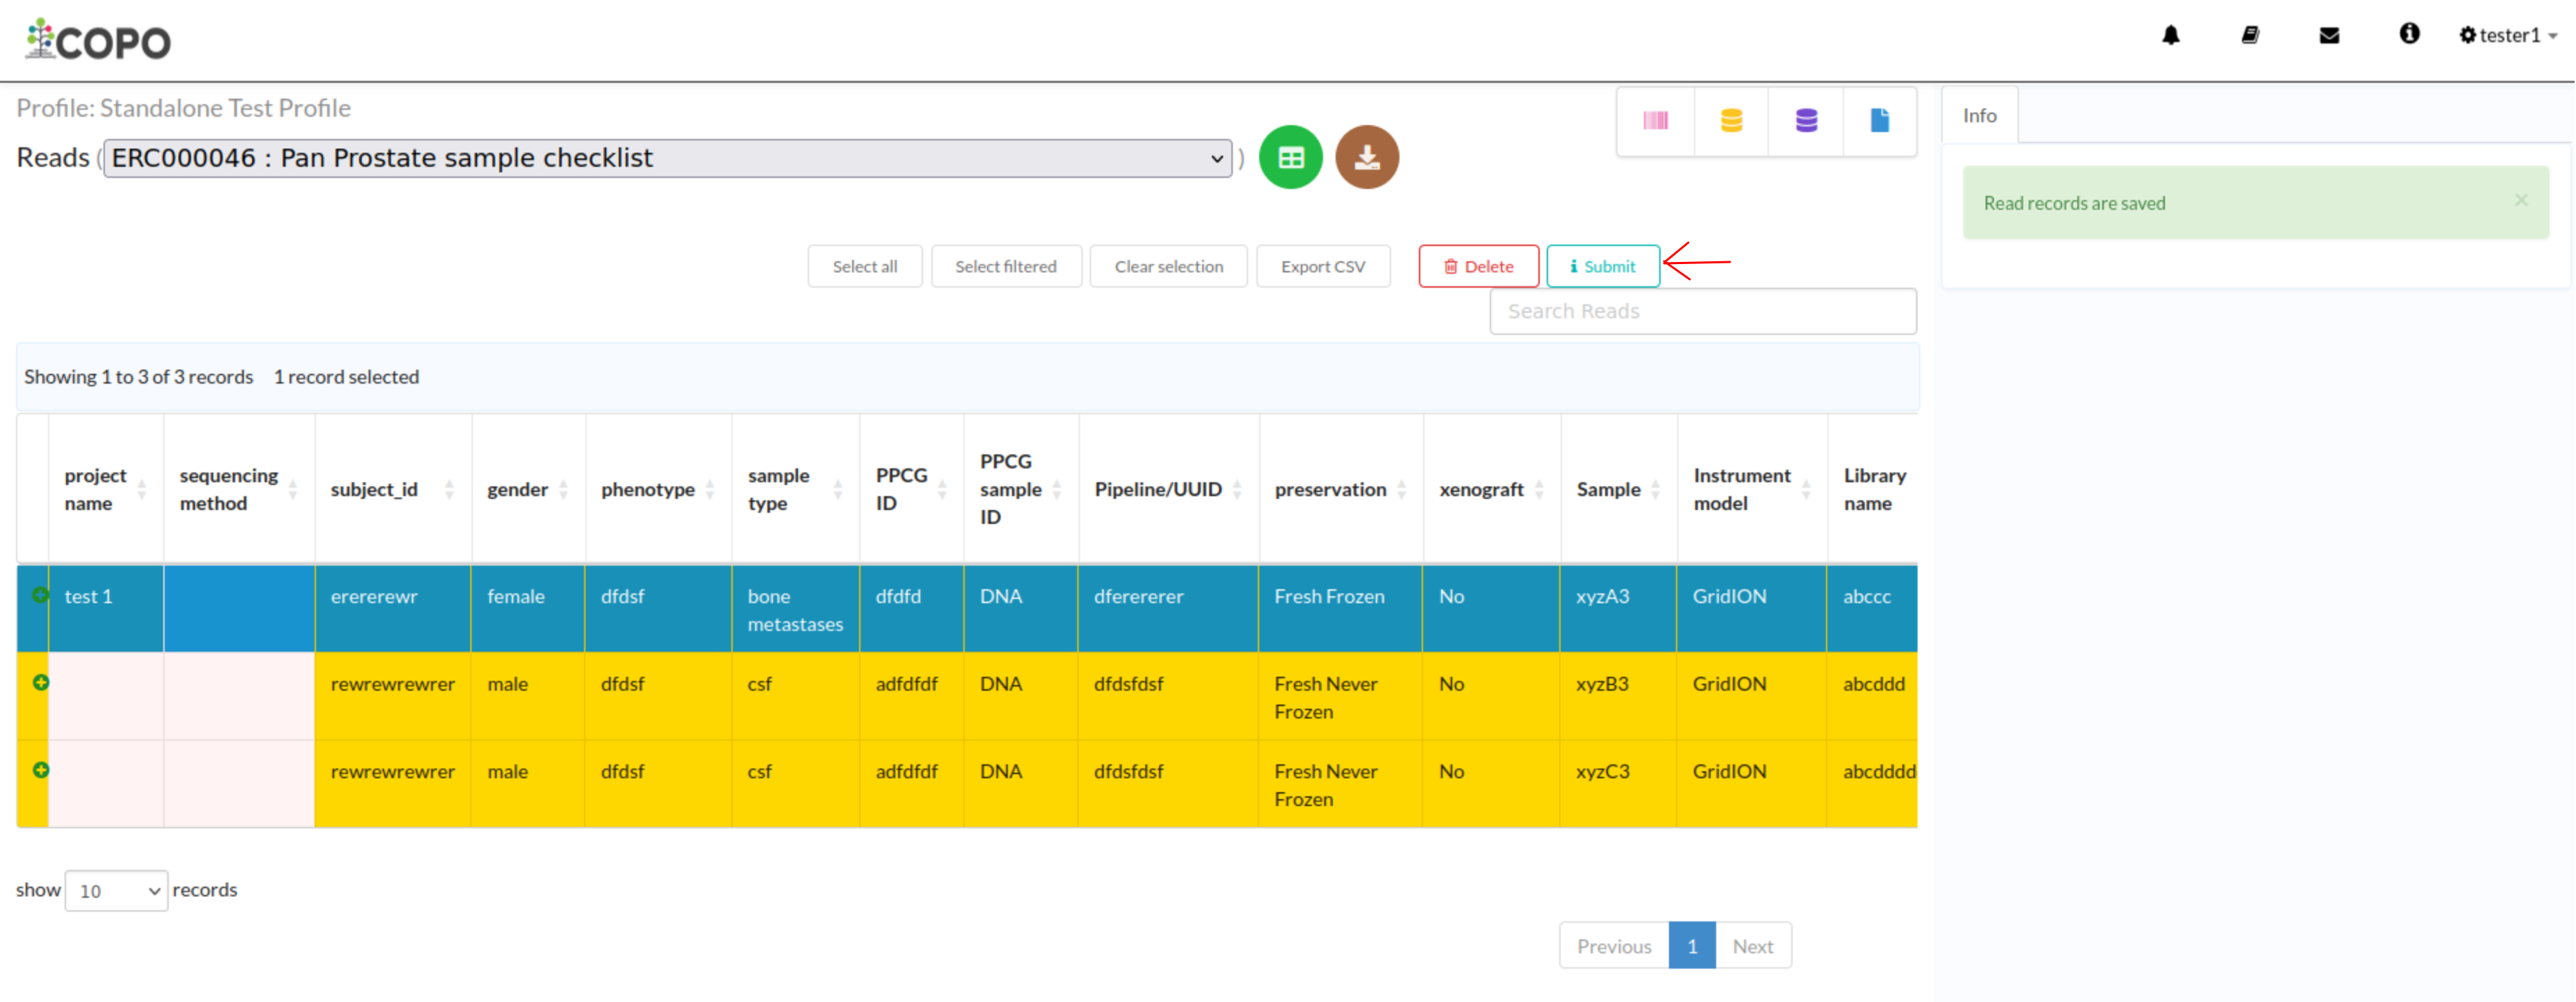 COPO
tester1
Profile: Standalone Test Profile
Reads ( ERC000046 : Pan Prostate sample checklist )
Info
Read records are saved ×
Select all Select filtered Clear selection Export CSV Delete Submit
Search Reads
Showing 1 to 3 of 3 records 1 record selected
project name sequencing method subject_id gender phenotype sample type PPCG ID PPCG sample ID Pipeline/UUID preservation xenograft Sample Instrument model Library name
test 1 erererewr female dfdsf bone metastases dfdfd DNA dferererer Fresh Frozen No xyzA3 GridION abccc
rewrewrewrer male dfdsf csf adfdfdf DNA dfdsfdsf Fresh Never Frozen No xyzB3 GridION abcddd
rewrewrewrer male dfdsf csf adfdfdf DNA dfdsfdsf Fresh Never Frozen No xyzC3 GridION abcdddd
show 10 records
Previous 1 Next